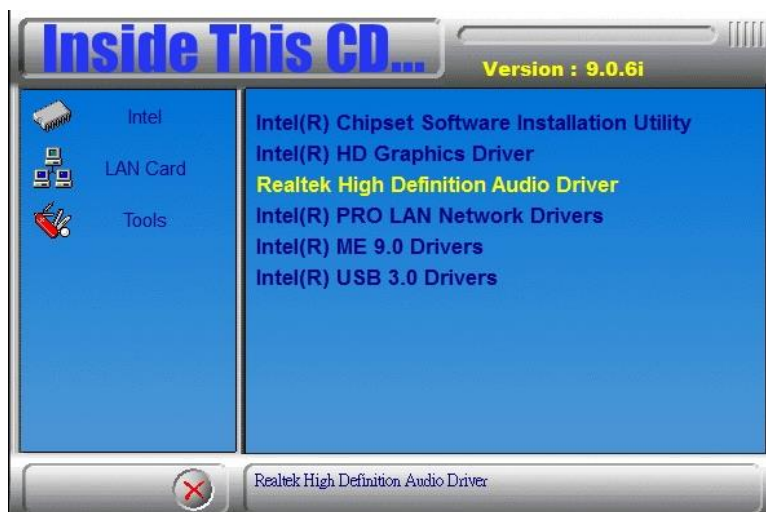 Inside This CD...
Version : 9.0.6i
Intel
LAN Card
Tools
Intel(R) Chipset Software Installation Utility
Intel(R) HD Graphics Driver
Realtek High Definition Audio Driver
Intel(R) PRO LAN Network Drivers
Intel(R) ME 9.0 Drivers
Intel(R) USB 3.0 Drivers
Realtek High Definition Audio Driver